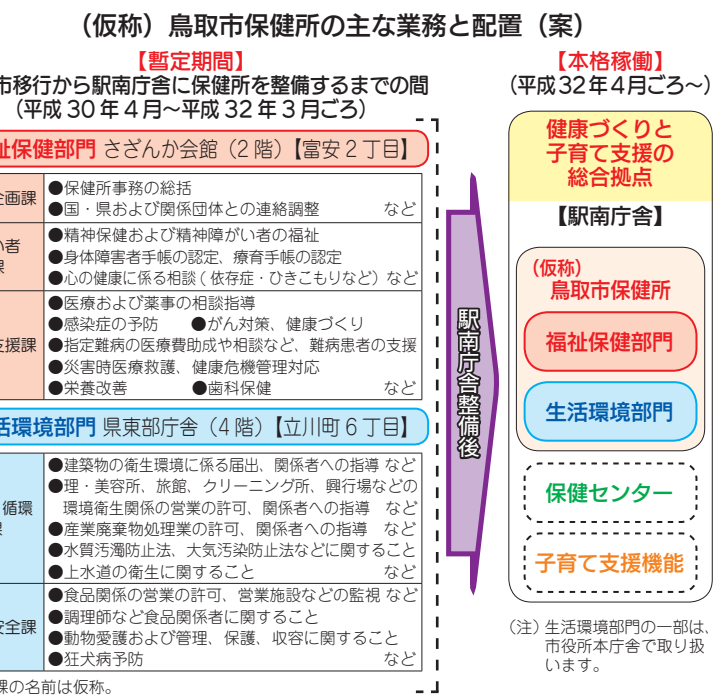 （仮称）鳥取市保健所の主な業務と配置（案）
【暫定期間】
市移行から駅南庁舎に保健所を整備するまでの間
（平成30年4月〜平成32年3月ごろ）
祉保健部門 さざんか会館（2階）【富安2丁目】
企画課
●保健所事務の総括
●国・県および関係団体との連絡調整 など
い者
課
●精神保健および精神障がい者の福祉
●身体障害者手帳の認定、療育手帳の認定
●心の健康に係る相談（依存症・ひきこもりなど）など
支援課
●医療および薬事の相談指導
●感染症の予防 ●がん対策、健康づくり
●指定難病の医療費助成や相談など、難病患者の支援
●災害時医療救護、健康危機管理対応
●栄養改善 ●歯科保健 など
活環境部門 県東部庁舎（4階）【立川町6丁目】
循環
課
●建築物の衛生環境に係る届出、関係者への指導 など
●理・美容所、旅館、クリーニング所、興行場などの
環境衛生関係の営業の許可、関係者への指導 など
●産業廃棄物処理業の許可、関係者への指導 など
●水質汚濁防止法、大気汚染防止法などに関すること
●上水道の衛生に関すること など
安全課
●食品関係の営業の許可、営業施設などの監視 など
●調理師など食品関係者に関すること
●動物愛護および管理、保護、収容に関すること
●狂犬病予防 など
課の名前は仮称。
駅南庁舎整備後
【本格稼働】
（平成32年4月ごろ〜）
健康づくりと
子育て支援の
総合拠点
【駅南庁舎】
（仮称）
鳥取市保健所
福祉保健部門
生活環境部門
保健センター
子育て支援機能
（注）生活環境部門の一部は、
市役所本庁舎で取り扱
います。